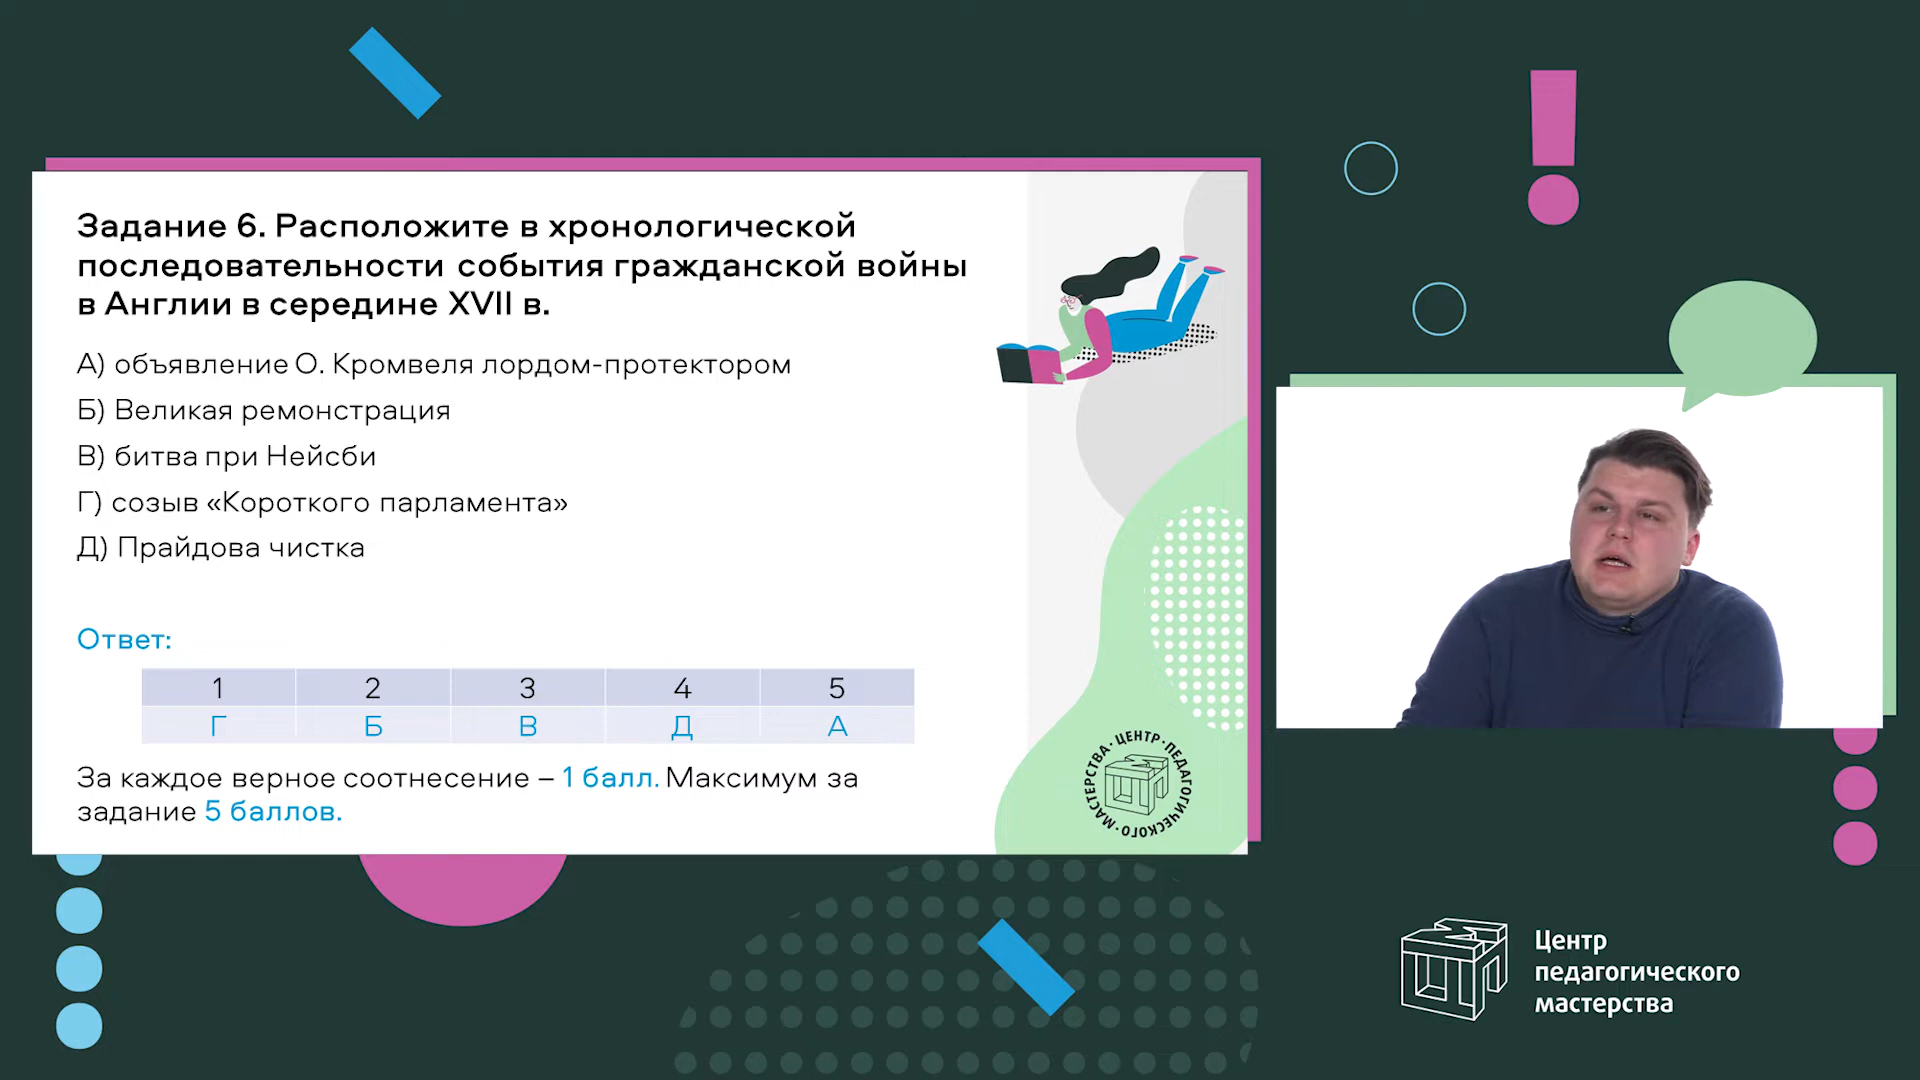 Задание 6. Расположите в хронологической
последовательности события гражданской войны
в Англии в середине XVII в.
А) объявление О. Кромвеля лордом-протектором
Б) Великая ремонстрация
В) битва при Нейсби
Г) созыв «Короткого парламента»
Д) Прайдова чистка
Ответ:
1 2 3 4 5
Г Б В Д А
За каждое верное соотнесение – 1 балл. Максимум за
задание 5 баллов.
ЦЕНТР · ПЕДАГОГИЧЕСКОГО · МАСТЕРСТВА ·
Центр
педагогического
мастерства